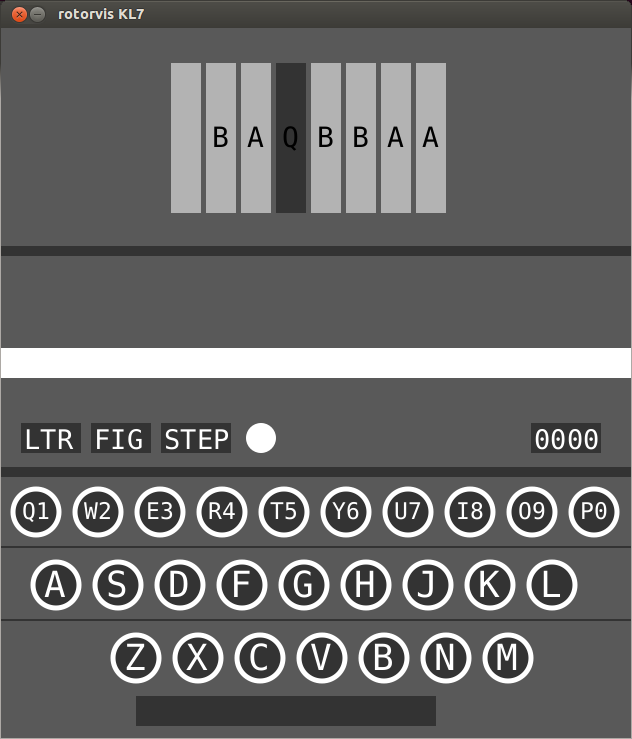 rotorvis KL7
B A Q B B A A
LTR FIG STEP 0000
Q1 W2 E3 R4 T5 Y6 U7 I8 O9 P0
A S D F G H J K L
Z X C V B N M